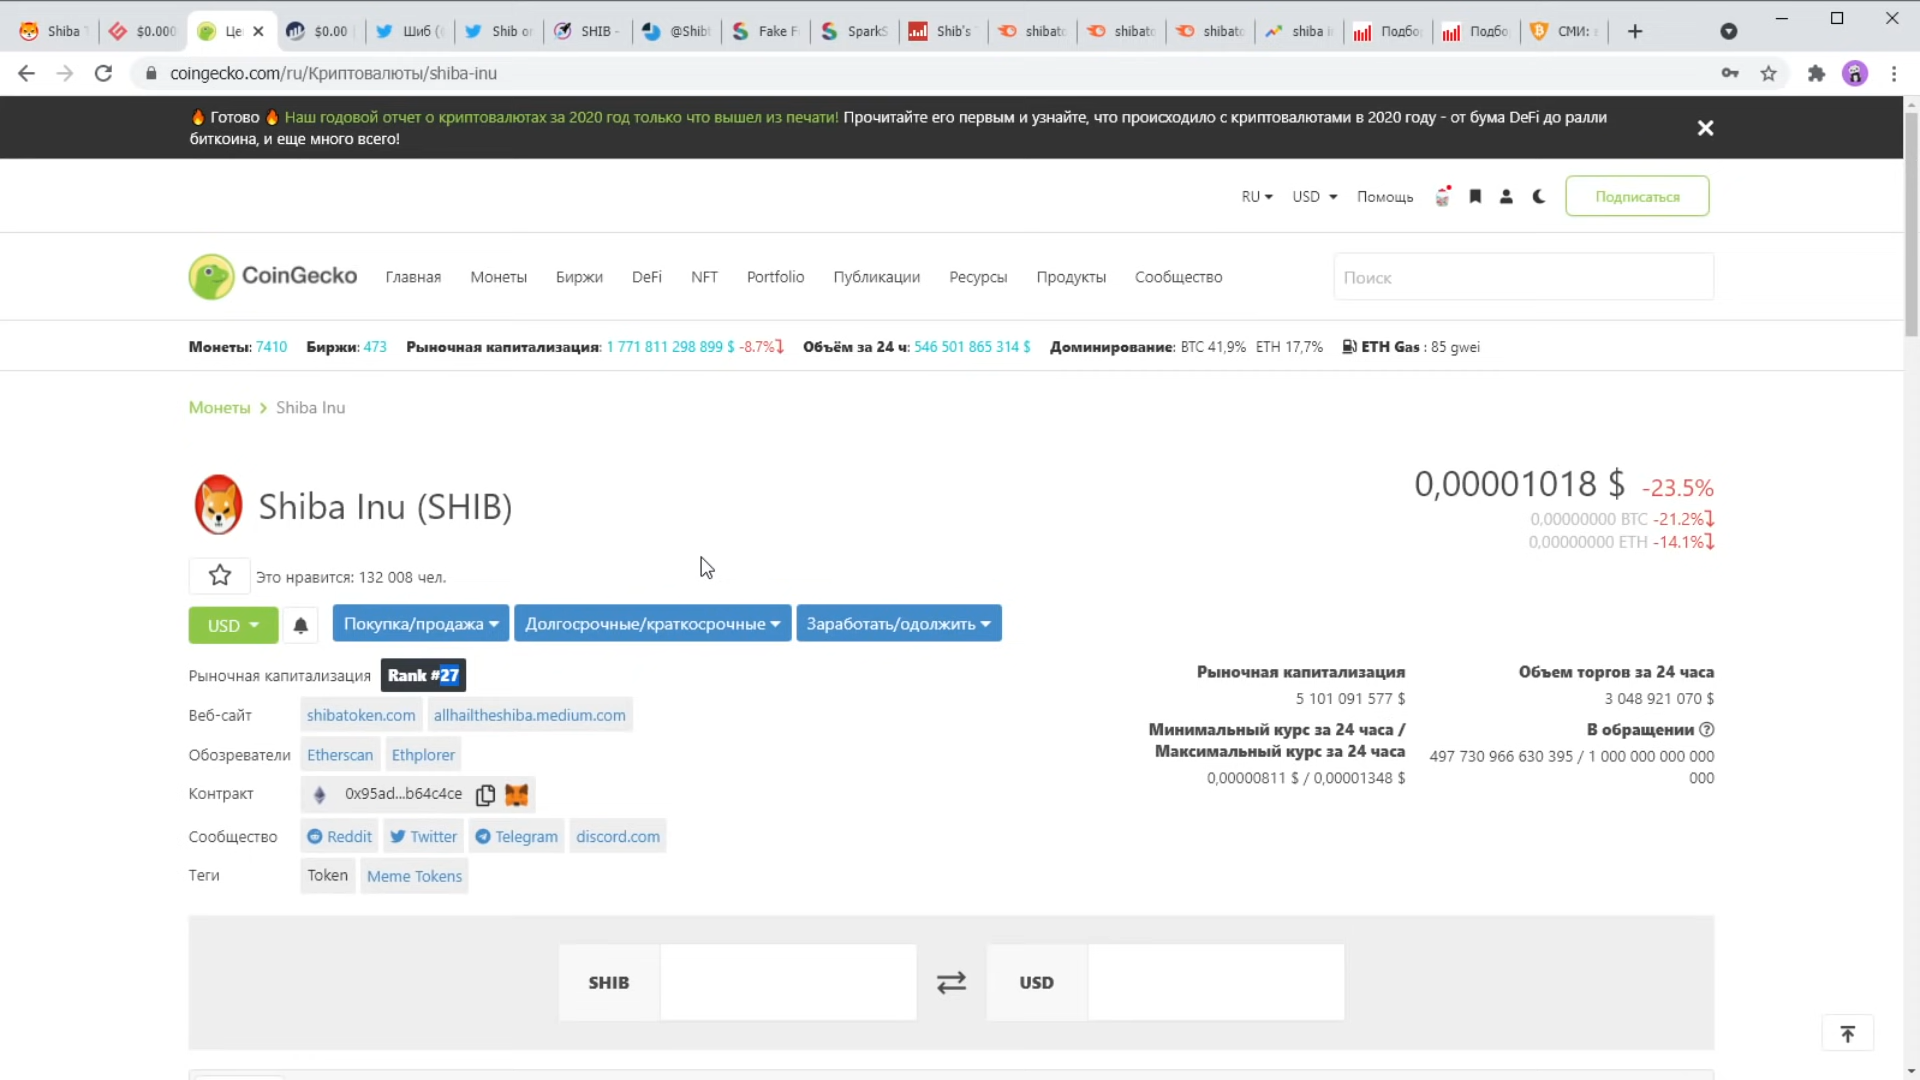 Shiba T
$0.000
Це
$0.00
Шиб (
Shib or
SHIB -
@Shibt
Fake F
SparkS
Shib's
shibatc
shibatc
shibatc
shiba i
Подбо
Подбо
СМИ:
coingecko.com/ru/Криптовалюты/shiba-inu
Готово Наш годовой отчет о криптовалютах за 2020 год только что вышел из печати! Прочитайте его первым и узнайте, что происходило с криптовалютами в 2020 году - от бума DeFi до ралли
биткоина, и еще много всего!
RU USD Помощь Подписаться
CoinGecko Главная Монеты Биржи DeFi NFT Portfolio Публикации Ресурсы Продукты Сообщество Поиск
Монеты: 7410 Биржи: 473 Рыночная капитализация: 1 771 811 298 899 $ -8.7% Объём за 24 ч: 546 501 865 314 $ Доминирование: BTC 41,9% ETH 17,7% ETH Gas : 85 gwei
Монеты Shiba Inu
Shiba Inu (SHIB)
0,00001018 $ -23.5%
0,00000000 BTC -21.2%
0,00000000 ETH -14.1%
Это нравится: 132 008 чел.
USD Покупка/продажа Долгосрочные/краткосрочные Заработать/одолжить
Рыночная капитализация Rank #27
Веб-сайт shibatoken.com allhailtheshiba.medium.com
Обозреватели Etherscan Ethplorer
Контракт 0x95ad...b64c4ce
Сообщество Reddit Twitter Telegram discord.com
Теги Token Meme Tokens
Рыночная капитализация
5 101 091 577 $
Минимальный курс за 24 часа /
Максимальный курс за 24 часа
0,00000811 $ / 0,00001348 $
Объем торгов за 24 часа
3 048 921 070 $
В обращении
497 730 966 630 395 / 1 000 000 000 000
000
SHIB USD